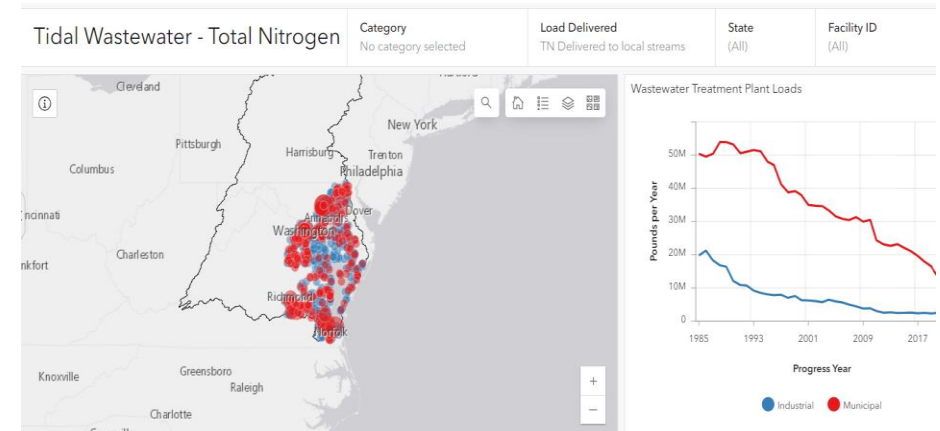 Tidal Wastewater - Total Nitrogen
Category
No category selected
Load Delivered
TN Delivered to local streams
State
(All)
Facility ID
(All)
Cleveland
New York
Pittsburgh
Harrisburg
Trenton
Philadelphia
Columbus
Dover
Annapolis
ncinnati
Washington
Charleston
nkfort
Richmond
Norfolk
Knoxville
Greensboro
Raleigh
Charlotte
+
−
Wastewater Treatment Plant Loads
Pounds per Year
50M
40M
30M
20M
10M
0
1985
1993
2001
2009
2017
Progress Year
Industrial
Municipal